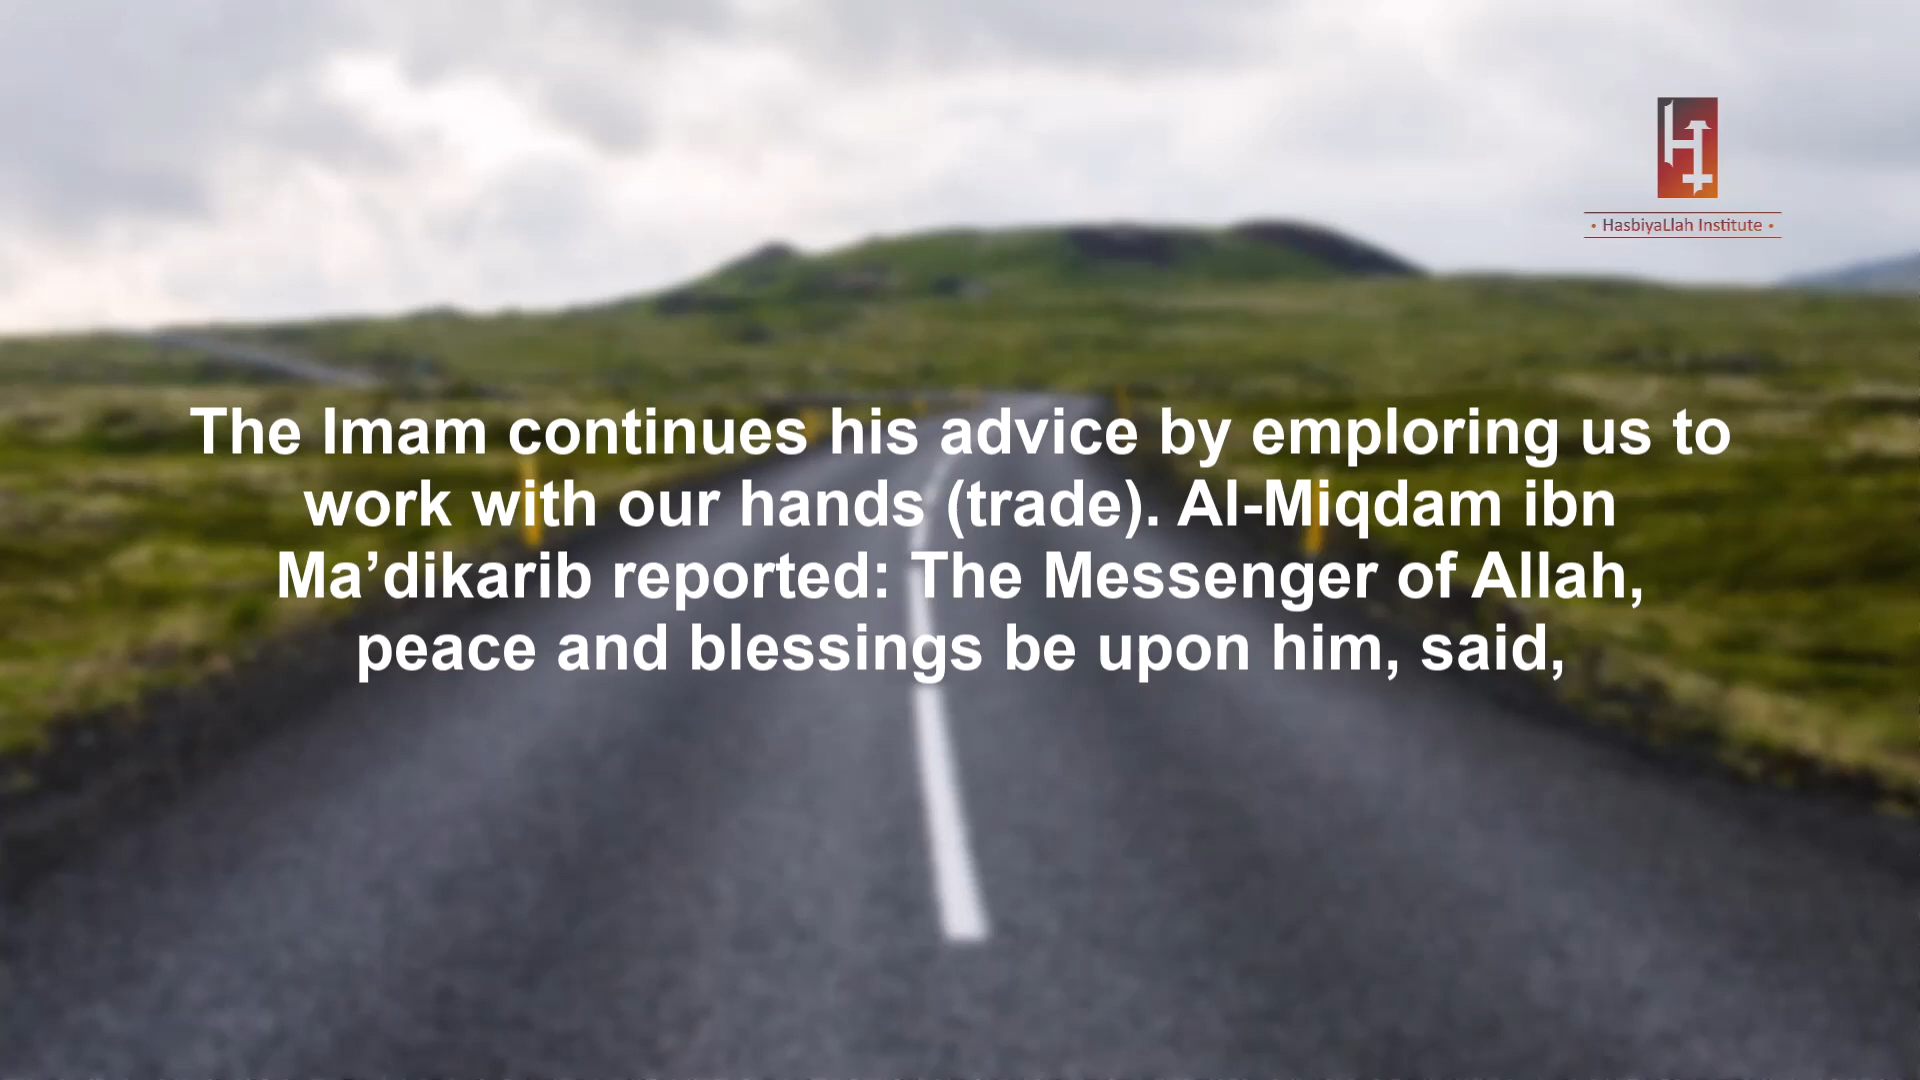 • HasbiyaLlah Institute •
The Imam continues his advice by emploring us to
work with our hands (trade). Al-Miqdam ibn
Ma’dikarib reported: The Messenger of Allah,
peace and blessings be upon him, said,